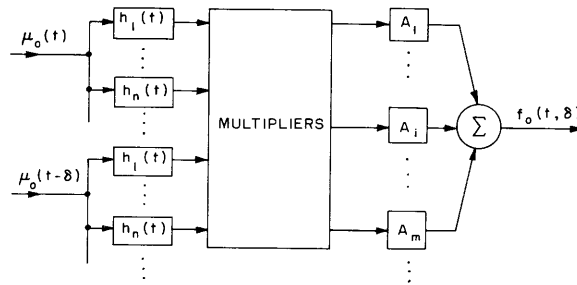 μ₀(t)
h₁(t)
hₙ(t)
μ₀(t-δ)
h₁(t)
hₙ(t)
MULTIPLIERS
A₁
Aᵢ
Aₘ
Σ
f₀(t, δ)